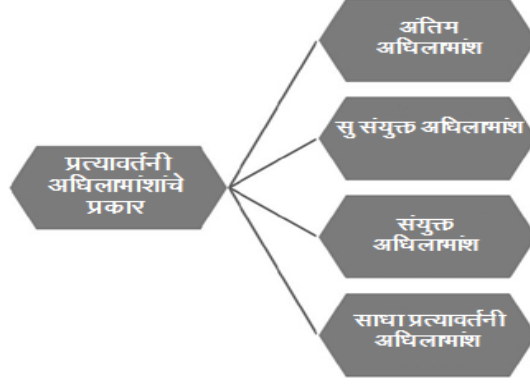 प्रत्यावर्तनी
अधिलाभांशांचे
प्रकार
अंतिम
अधिलाभांश
सु संयुक्त अधिलाभांश
संयुक्त
अधिलाभांश
साधा प्रत्यावर्तनी
अधिलाभांश